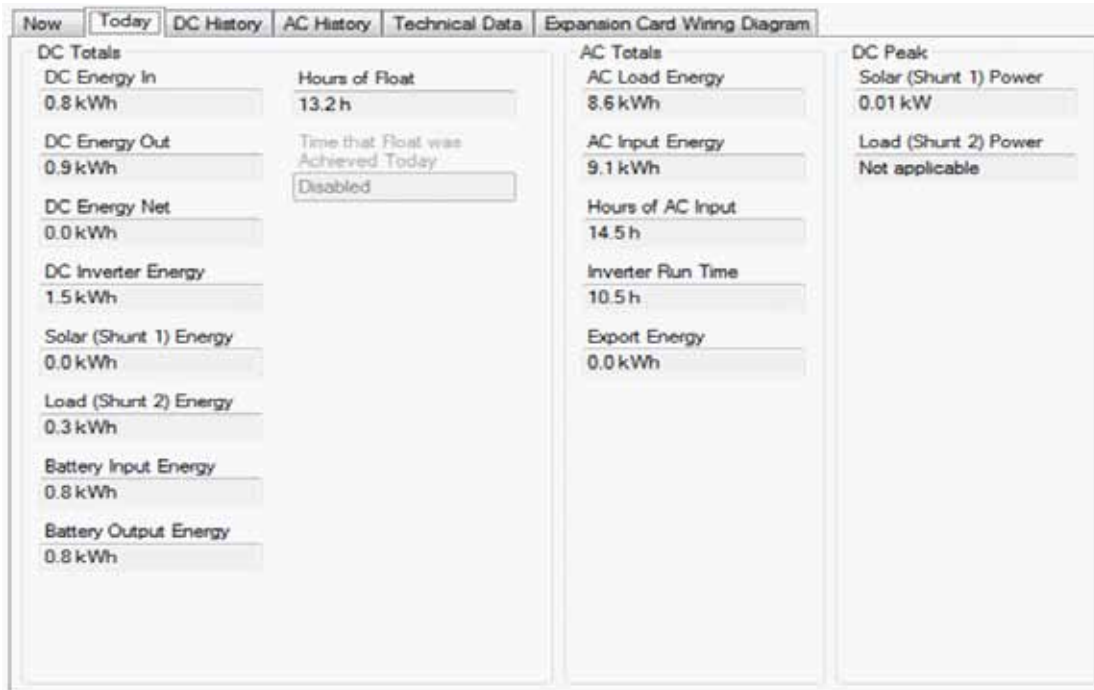 Now Today DC History AC History Technical Data Expansion Card Wiring Diagram
DC Totals
DC Energy In
0.8 kWh
DC Energy Out
0.9 kWh
DC Energy Net
0.0 kWh
DC Inverter Energy
1.5 kWh
Solar (Shunt 1) Energy
0.0 kWh
Load (Shunt 2) Energy
0.3 kWh
Battery Input Energy
0.8 kWh
Battery Output Energy
0.8 kWh
Hours of Float
13.2 h
Time that Float was
Achieved Today
Disabled
AC Totals
AC Load Energy
8.6 kWh
AC Input Energy
9.1 kWh
Hours of AC Input
14.5 h
Inverter Run Time
10.5 h
Export Energy
0.0 kWh
DC Peak
Solar (Shunt 1) Power
0.01 kW
Load (Shunt 2) Power
Not applicable